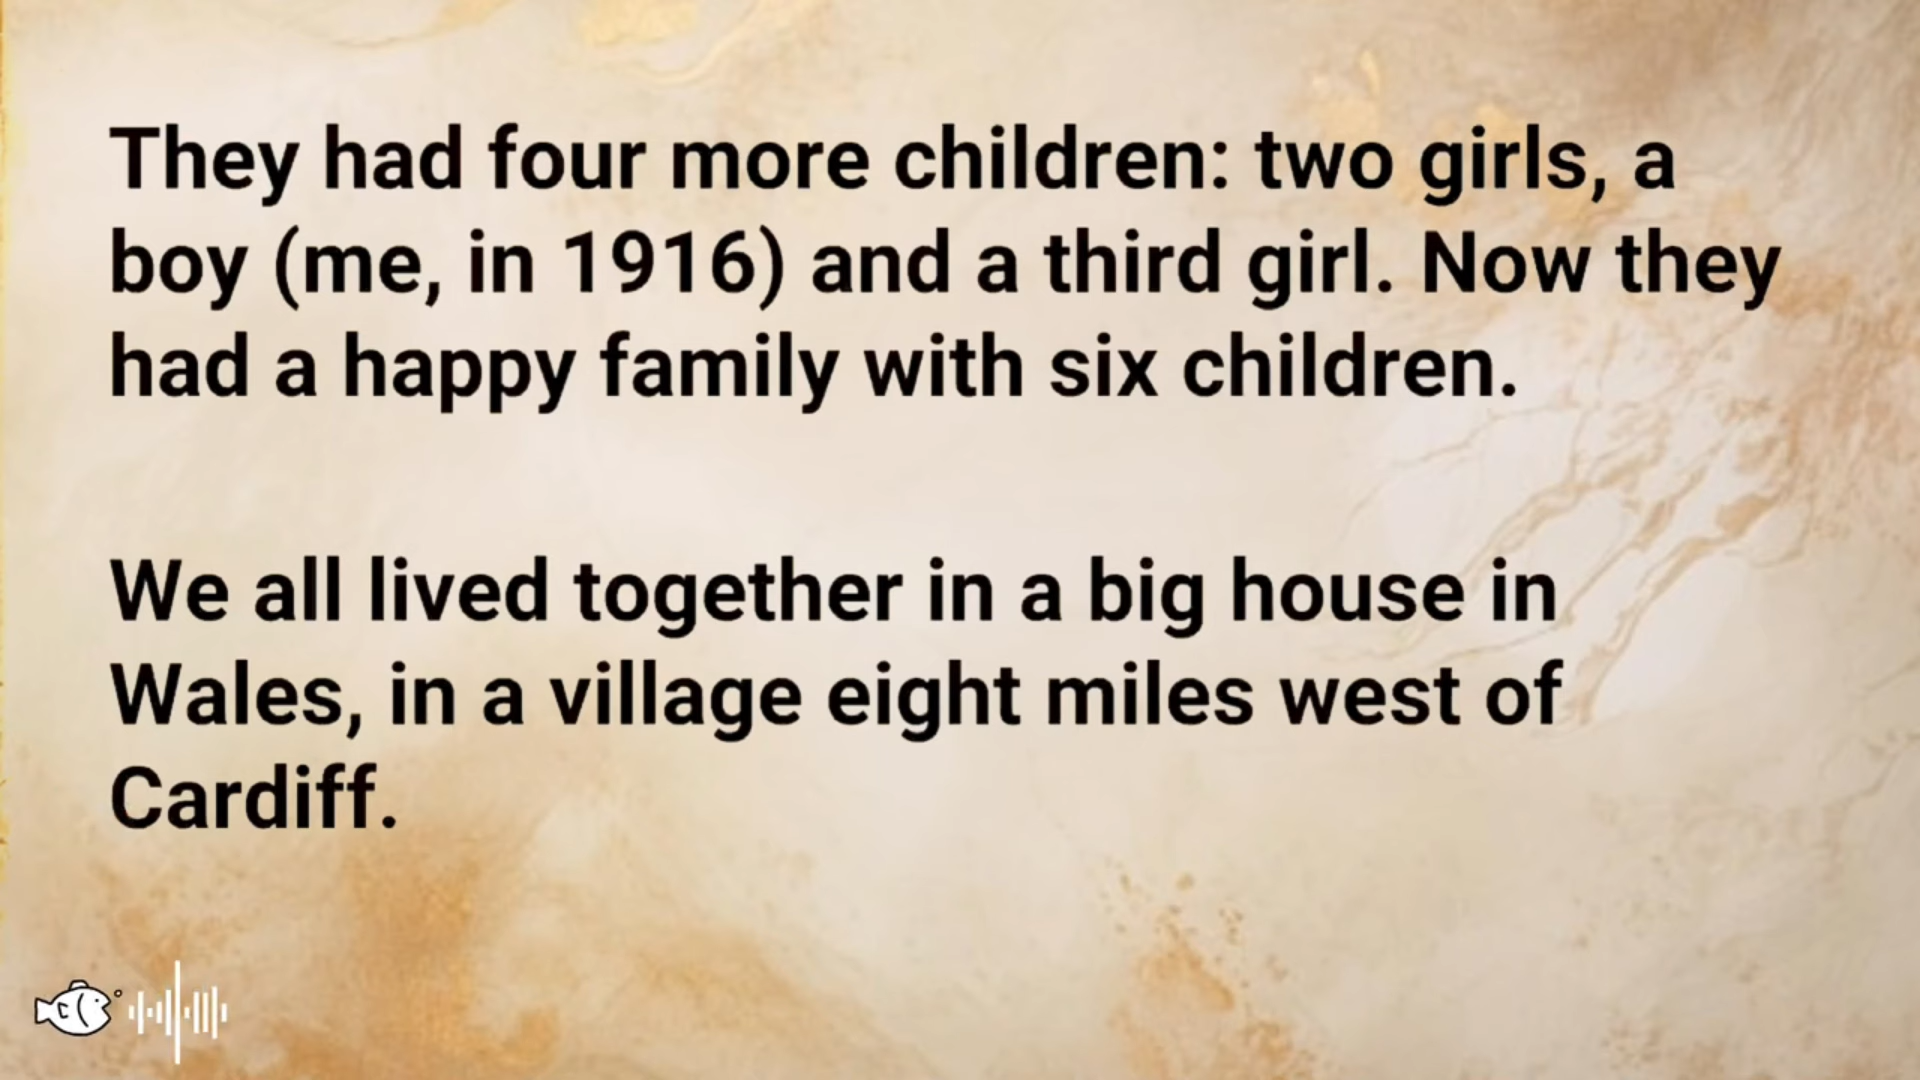 They had four more children: two girls, a
boy (me, in 1916) and a third girl. Now they
had a happy family with six children.
We all lived together in a big house in
Wales, in a village eight miles west of
Cardiff.